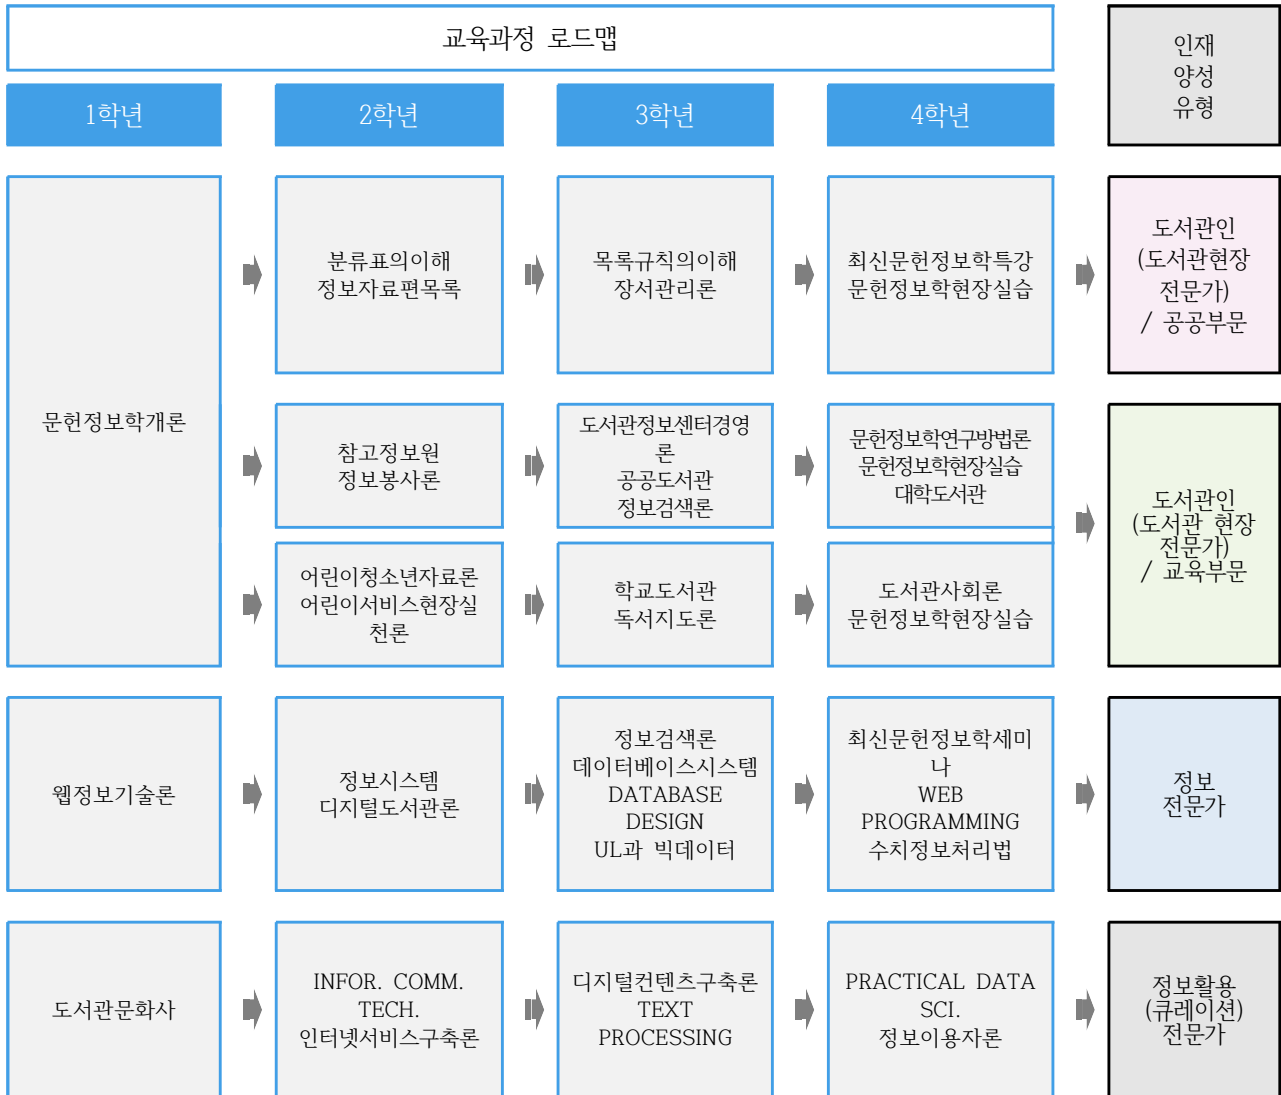 교육과정 로드맵
인재
양성
유형
1학년
2학년
3학년
4학년
문헌정보학개론
분류표의이해
정보자료편목록
목록규칙의이해
장서관리론
최신문헌정보학특강
문헌정보학현장실습
도서관인
(도서관현장
전문가)
/ 공공부문
참고정보원
정보봉사론
도서관정보센터경영
론
공공도서관
정보검색론
문헌정보학연구방법론
문헌정보학현장실습
대학도서관
도서관인
(도서관 현장
전문가)
/ 교육부문
어린이청소년자료론
어린이서비스현장실
천론
학교도서관
독서지도론
도서관사회론
문헌정보학현장실습
웹정보기술론
정보시스템
디지털도서관론
정보검색론
데이터베이스시스템
DATABASE
DESIGN
UL과 빅데이터
최신문헌정보학세미
나
WEB
PROGRAMMING
수치정보처리법
정보
전문가
도서관문화사
INFOR. COMM.
TECH.
인터넷서비스구축론
디지털컨텐츠구축론
TEXT
PROCESSING
PRACTICAL DATA
SCI.
정보이용자론
정보활용
(큐레이션)
전문가